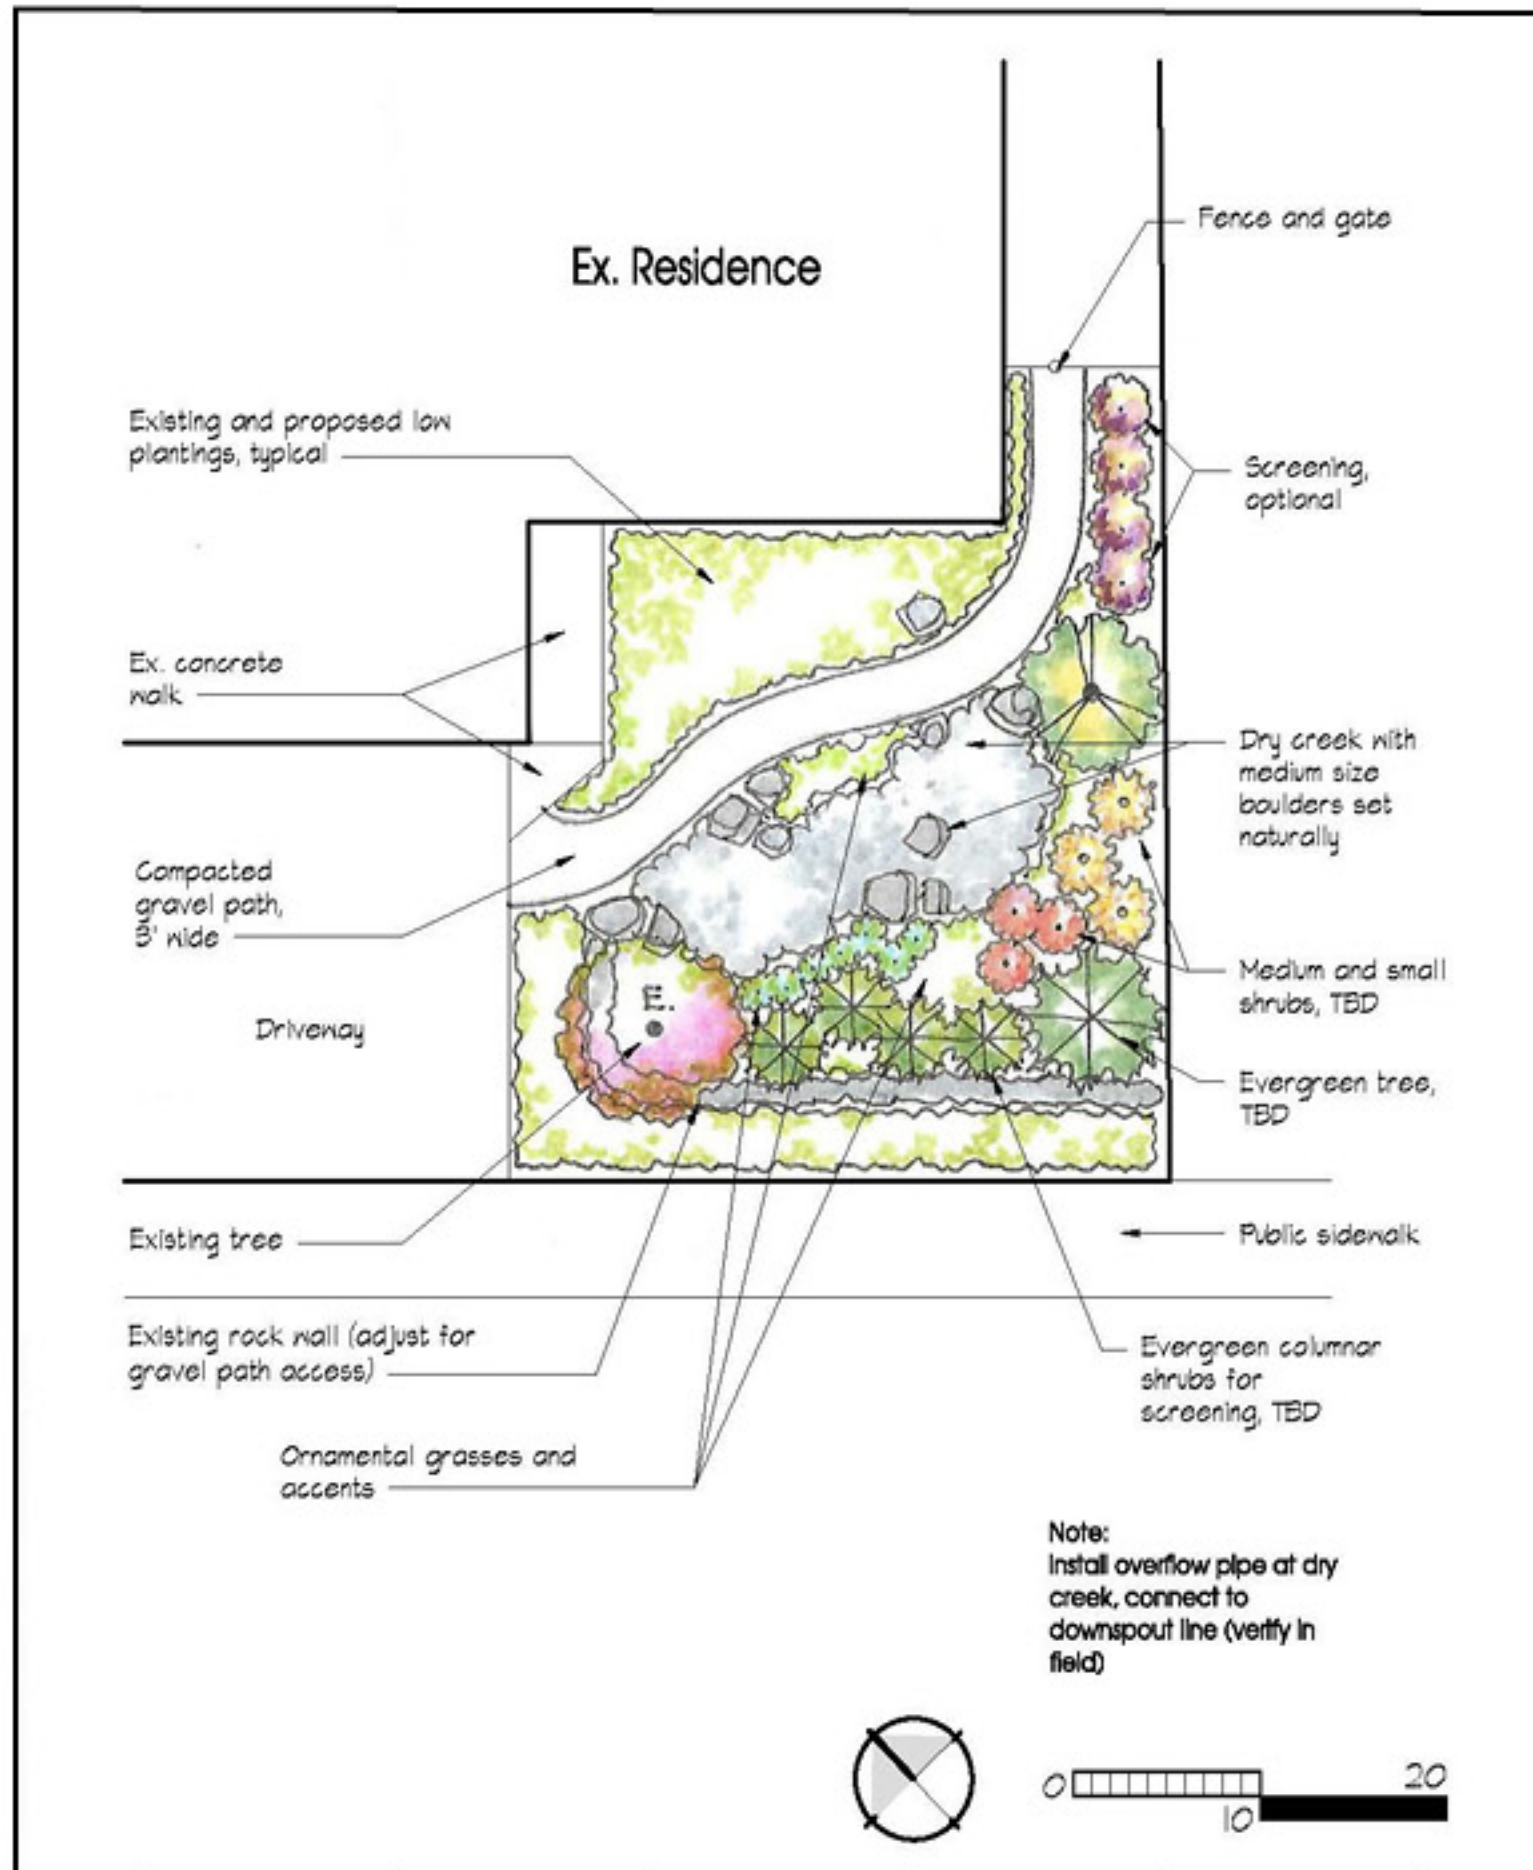 Fence and gate
Ex. Residence
Existing and proposed low
plantings, typical
Screening,
optional
Ex. concrete
walk
Dry creek with
medium size
boulders set
naturally
Compacted
gravel path,
3' wide
Medium and small
shrubs, TBD
E.
Driveway
Evergreen tree,
TBD
Existing tree
Public sidewalk
Existing rock wall (adjust for
gravel path access)
Evergreen columnar
shrubs for
screening, TBD
Ornamental grasses and
accents
Note:
Install overflow pipe at dry
creek, connect to
downspout line (verify in
field)
0
10
20